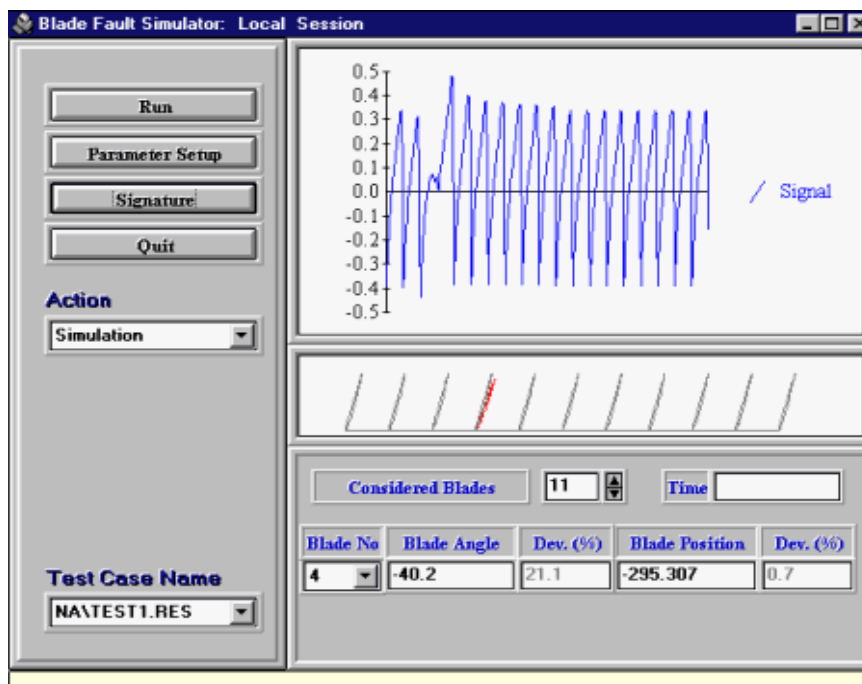 Blade Fault Simulator: Local Session
Run
Parameter Setup
Signature
Quit
Action
Simulation
Test Case Name
NA\TEST1.RES
0.5
0.4
0.3
0.2
0.1
0.0
-0.1
-0.2
-0.3
-0.4
-0.5
Signal
Considered Blades 11 Time
Blade No Blade Angle Dev. (%) Blade Position Dev. (%)
4 -40.2 21.1 -295.307 0.7